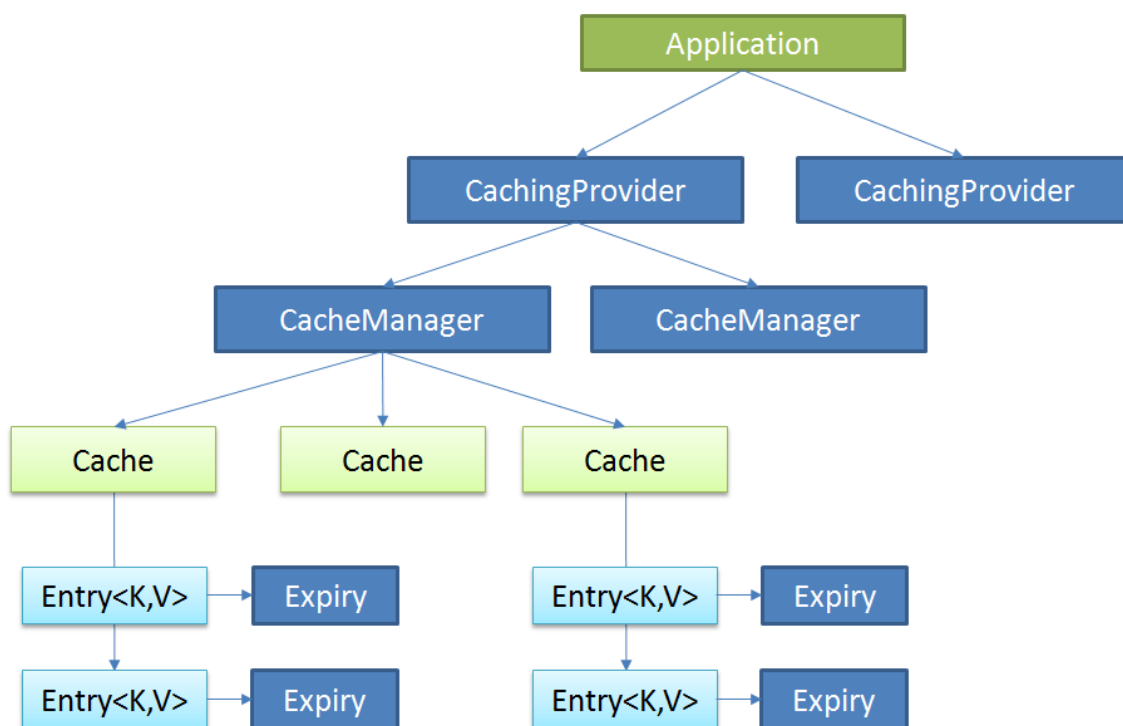 Application
CachingProvider
CachingProvider
CacheManager
CacheManager
Cache
Cache
Cache
Entry<K,V>
Expiry
Entry<K,V>
Expiry
Entry<K,V>
Expiry
Entry<K,V>
Expiry